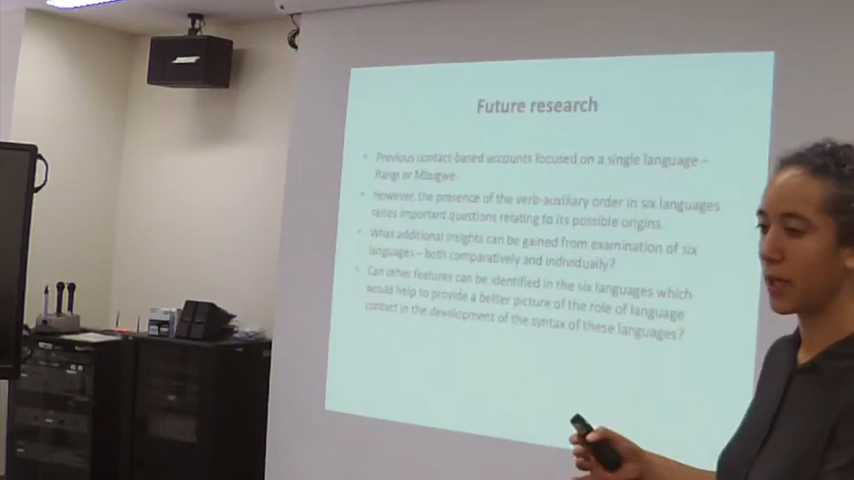 BOSE
Future research
• Previous contact-based accounts focused on a single language –
Rangi or Mbugwe
• However, the presence of the verb-auxiliary order in six languages
raises important questions relating to its possible origins.
• What additional insights can be gained from examination of six
languages – both comparatively and individually?
• Can other features can be identified in the six languages which
would help to provide a better picture of the role of language
contact in the development of the syntax of these languages?